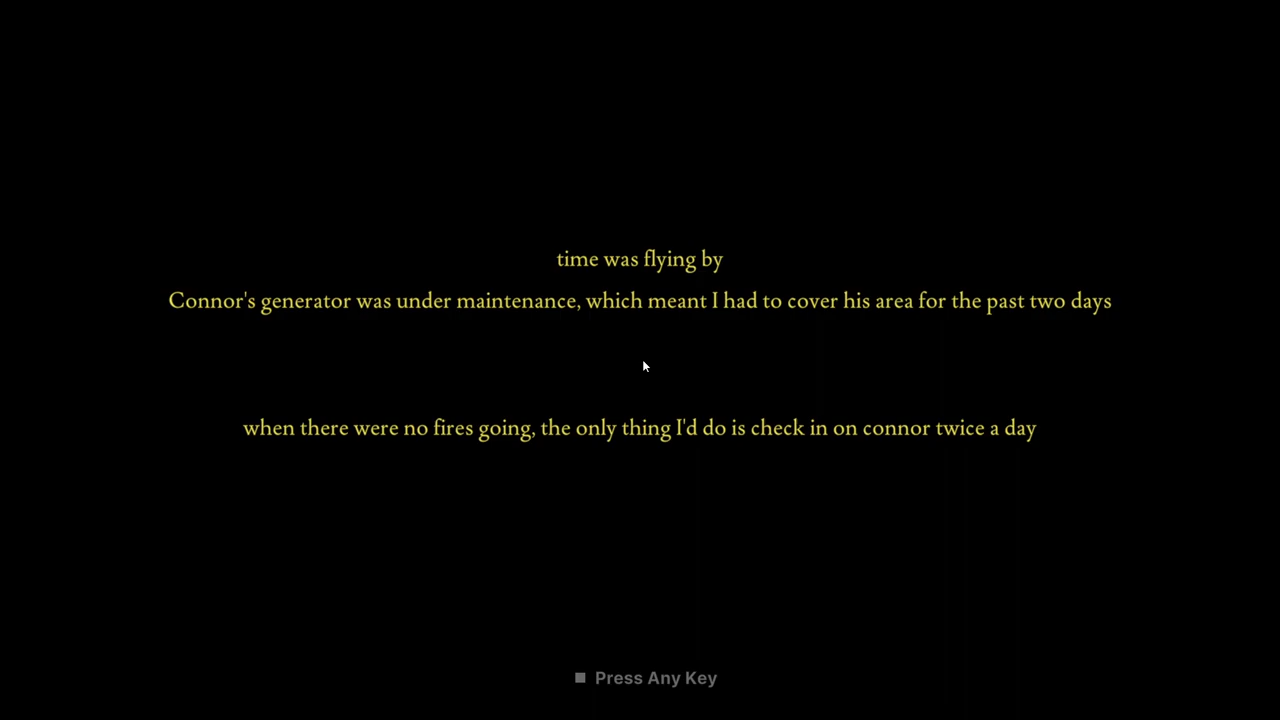 time was flying by
Connor's generator was under maintenance, which meant I had to cover his area for the past two days
when there were no fires going, the only thing I'd do is check in on connor twice a day
Press Any Key